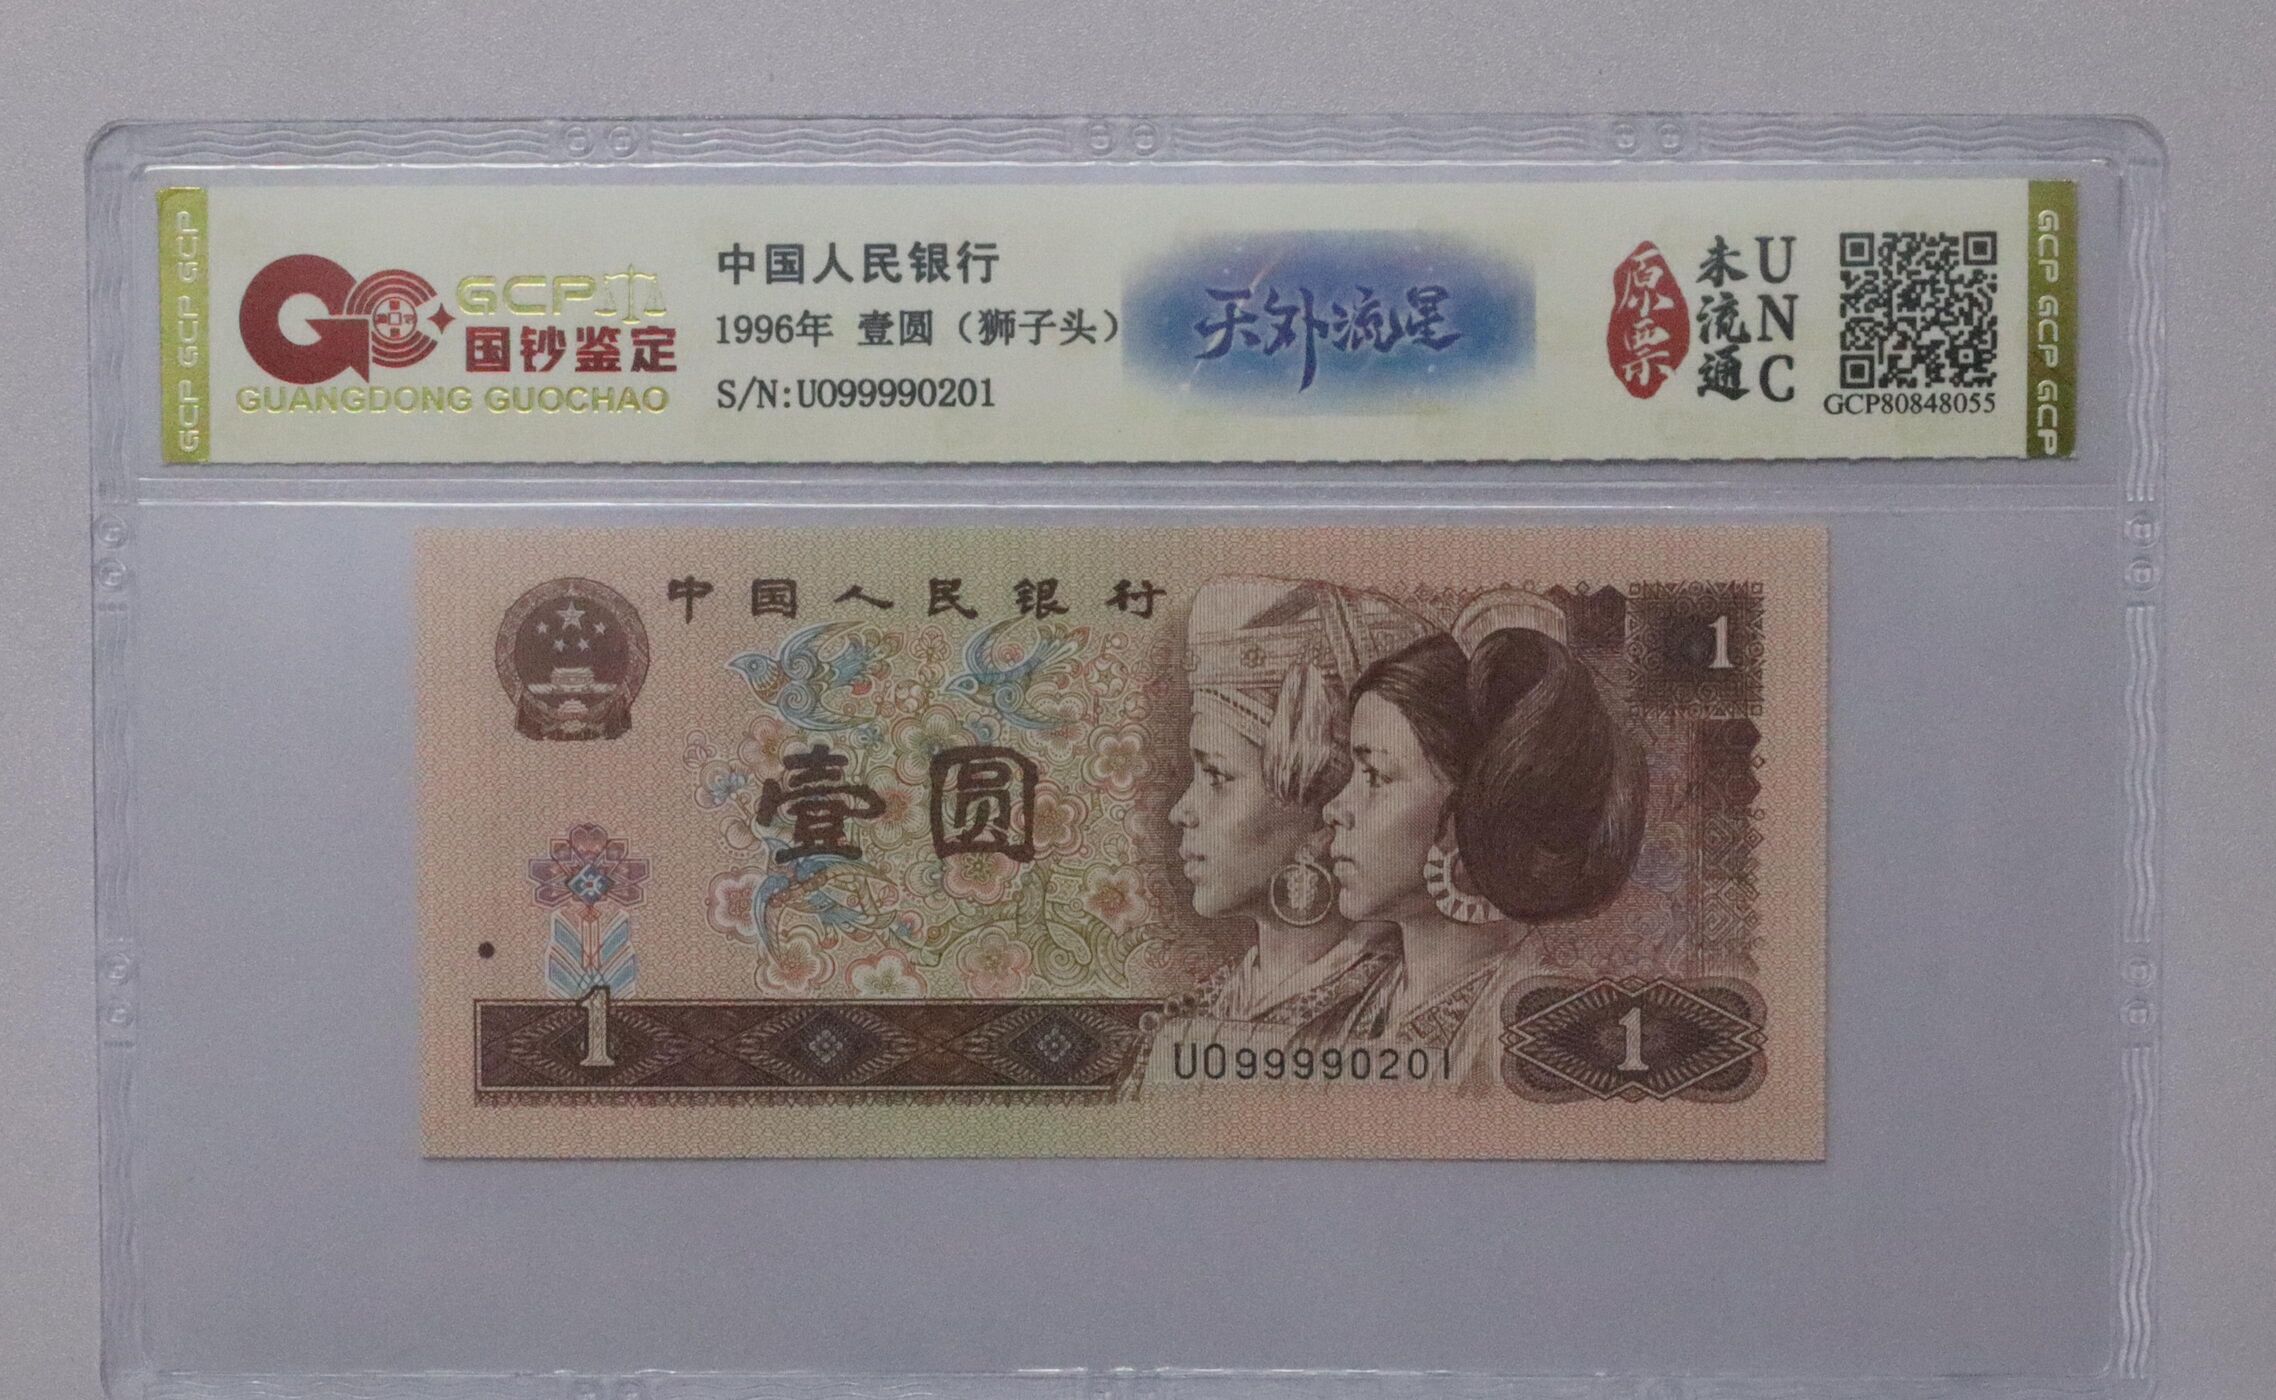 GCP GCP GCP
GCP
国钞鉴定
GUANGDONG GUOCHAO
中国人民银行
1996年 壹圆（狮子头）
S/N:UO99990201
天外流星
原票
未流通
UNC
GCP80848055
GCP GCP GCP
中国人民银行
1
壹圆
1
UO99990201
1